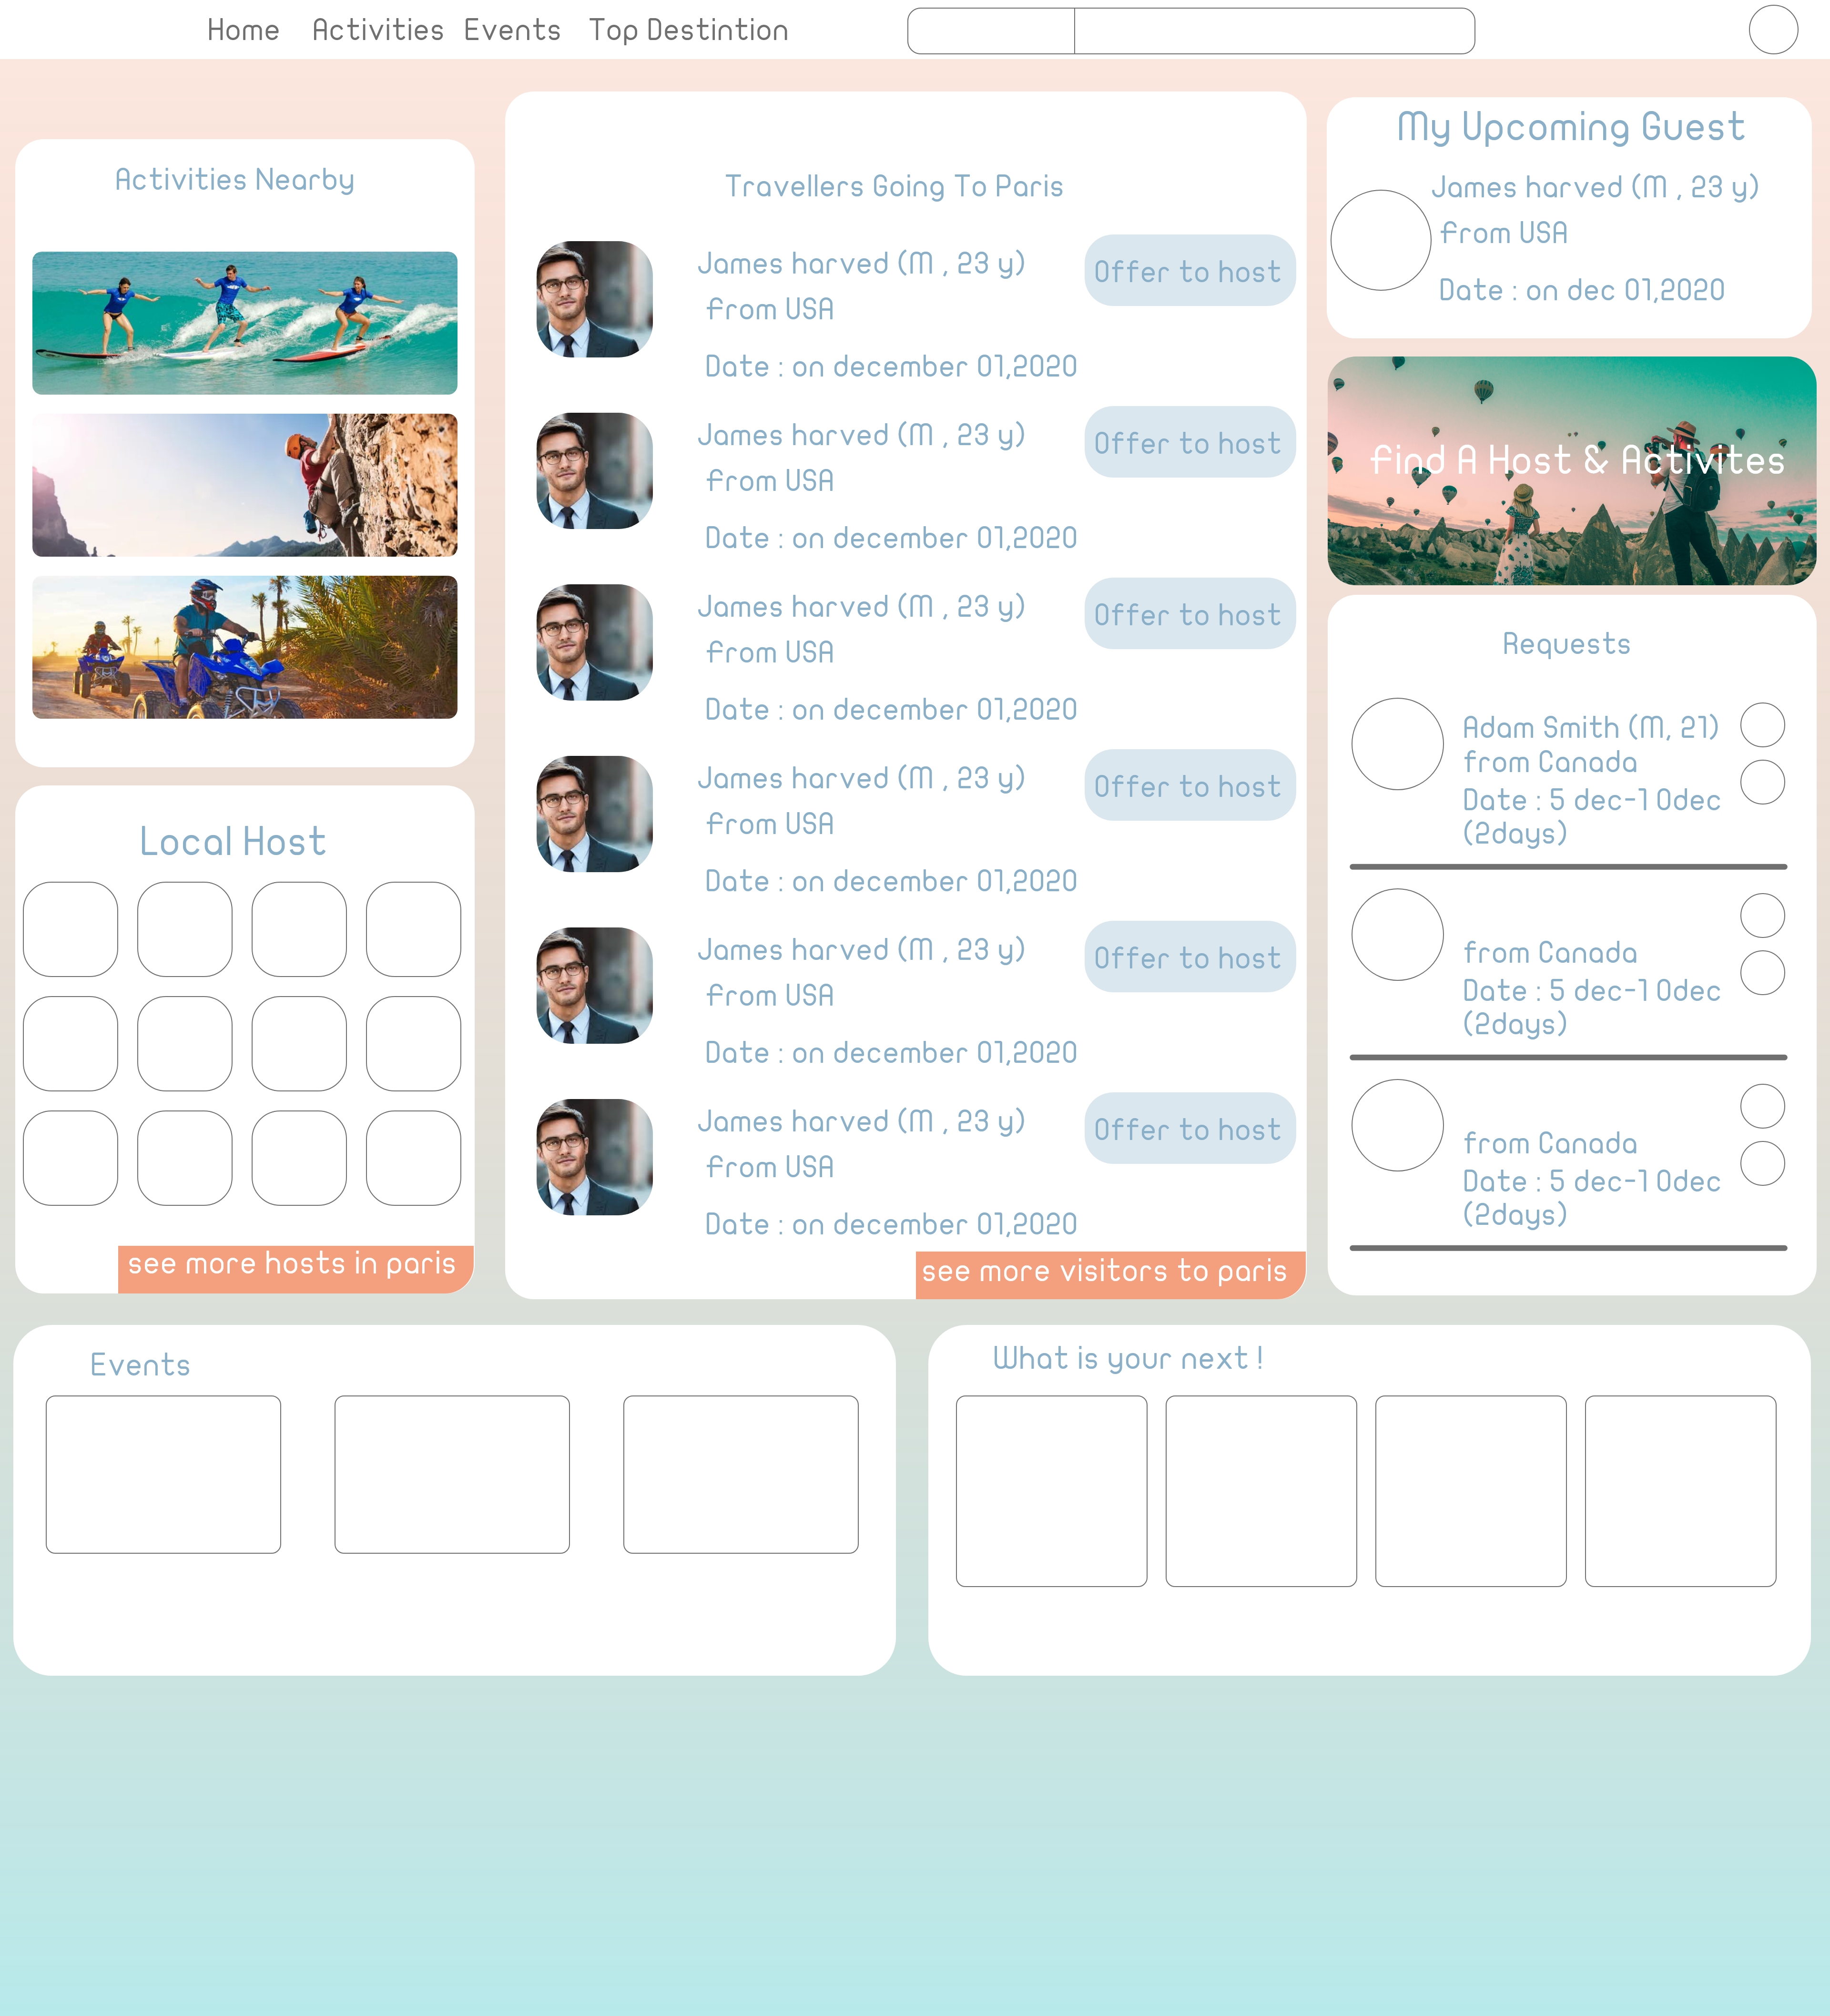 Home Activities Events Top Destintion
Activities Nearby
Local Host
see more hosts in paris
Travellers Going To Paris
James harved (M , 23 y)
From USA
Date : on december 01,2020
Offer to host
James harved (M , 23 y)
From USA
Date : on december 01,2020
Offer to host
James harved (M , 23 y)
From USA
Date : on december 01,2020
Offer to host
James harved (M , 23 y)
From USA
Date : on december 01,2020
Offer to host
James harved (M , 23 y)
From USA
Date : on december 01,2020
Offer to host
James harved (M , 23 y)
From USA
Date : on december 01,2020
Offer to host
see more visitors to paris
My Upcoming Guest
James harved (M , 23 y)
From USA
Date : on dec 01,2020
Find A Host & Activites
Requests
Adam Smith (M, 21)
from Canada
Date : 5 dec-1 0dec
(2days)
from Canada
Date : 5 dec-1 0dec
(2days)
from Canada
Date : 5 dec-1 0dec
(2days)
Events
What is your next !